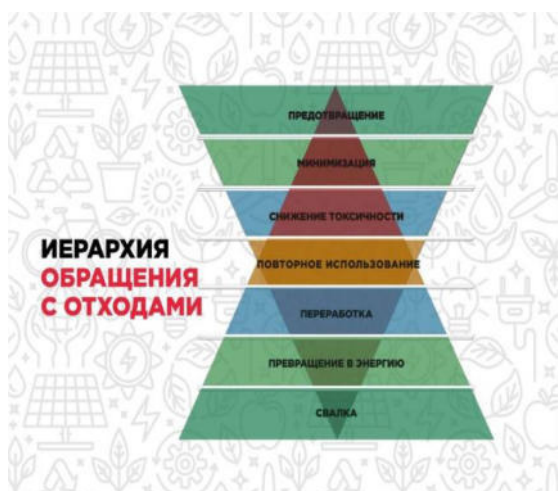 ИЕРАРХИЯ
ОБРАЩЕНИЯ
С ОТХОДАМИ
ПРЕДОТВРАЩЕНИЕ
МИНИМИЗАЦИЯ
СНИЖЕНИЕ ТОКСИЧНОСТИ
ПОВТОРНОЕ ИСПОЛЬЗОВАНИЕ
ПЕРЕРАБОТКА
ПРЕВРАЩЕНИЕ В ЭНЕРГИЮ
СВАЛКА